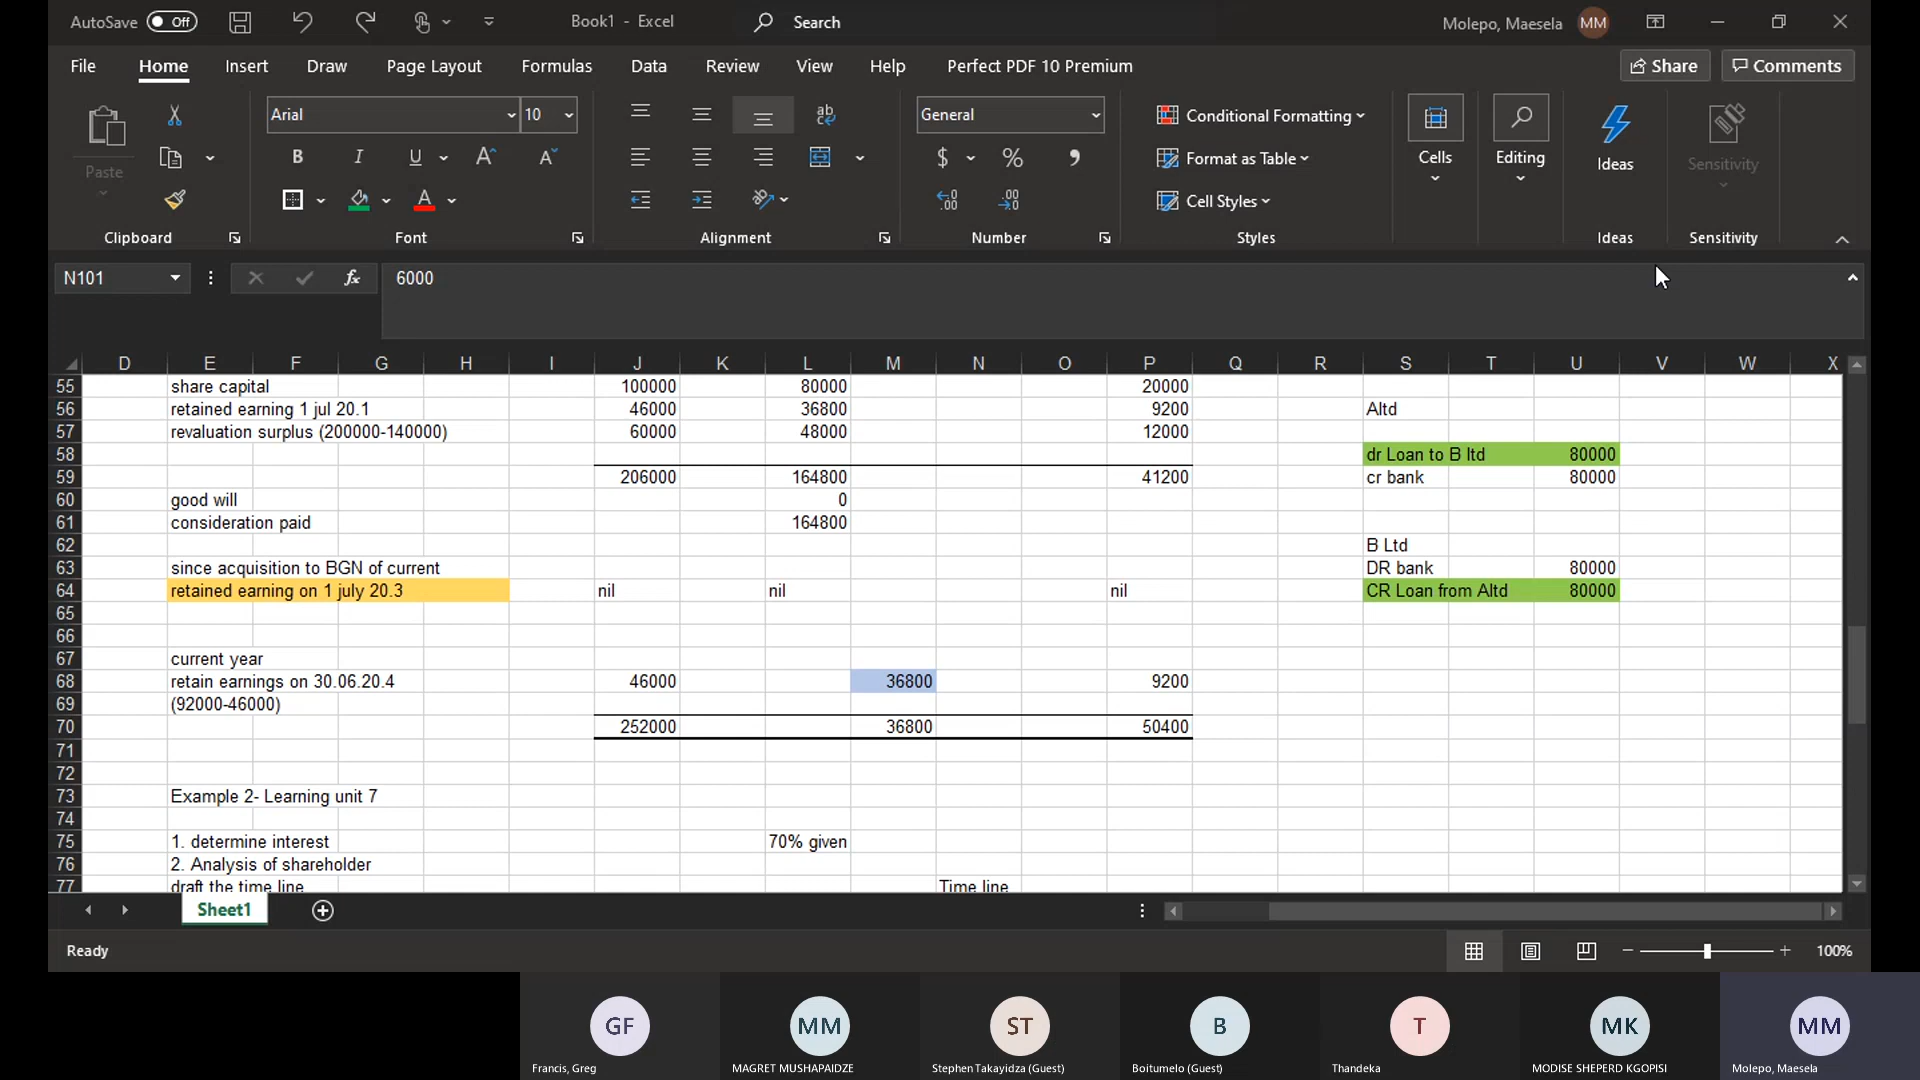 AutoSave Off Book1 - Excel Search Molepo, Maesela MM
File Home Insert Draw Page Layout Formulas Data Review View Help Perfect PDF 10 Premium Share Comments
Paste Arial 10 ab General Conditional Formatting Cells Editing Ideas Sensitivity
B I U A A $ % , Format as Table
A Cell Styles
Clipboard Font Alignment Number Styles Ideas Sensitivity
N101 fx 6000
D E F G H I J K L M N O P Q R S T U V W X
55 share capital 100000 80000 20000
56 retained earning 1 jul 20.1 46000 36800 9200 Altd
57 revaluation surplus (200000-140000) 60000 48000 12000
58 dr Loan to B ltd 80000
59 206000 164800 41200 cr bank 80000
60 good will 0
61 consideration paid 164800
62 B Ltd
63 since acquisition to BGN of current DR bank 80000
64 retained earning on 1 july 20.3 nil nil nil CR Loan from Altd 80000
65
66
67 current year
68 retain earnings on 30.06.20.4 46000 36800 9200
69 (92000-46000)
70 252000 36800 50400
71
72
73 Example 2- Learning unit 7
74
75 1. determine interest 70% given
76 2. Analysis of shareholder
77 draft the time line Time line
Sheet1
Ready 100%
GF MM ST B T MK MM
Francis, Greg MAGRET MUSHAPAIDZE Stephen Takayidza (Guest) Boitumelo (Guest) Thandeka MODISE SHEPERD KGOPISI Molepo, Maesela